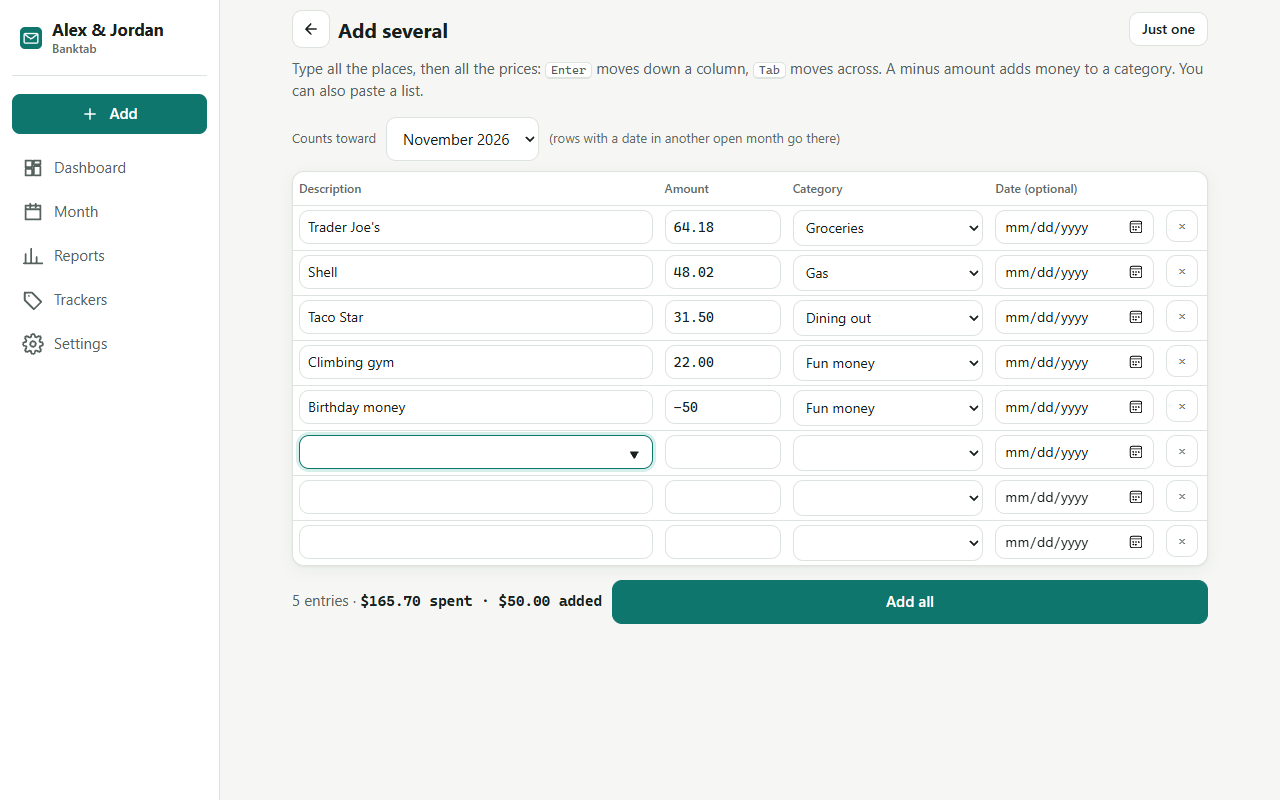 Alex & Jordan
Banktab
+ Add
Dashboard
Month
Reports
Trackers
Settings
Add several
Just one
Type all the places, then all the prices: Enter moves down a column, Tab moves across. A minus amount adds money to a category. You
can also paste a list.
Counts toward November 2026 (rows with a date in another open month go there)
Description Amount Category Date (optional)
Trader Joe's 64.18 Groceries mm/dd/yyyy ×
Shell 48.02 Gas mm/dd/yyyy ×
Taco Star 31.50 Dining out mm/dd/yyyy ×
Climbing gym 22.00 Fun money mm/dd/yyyy ×
Birthday money −50 Fun money mm/dd/yyyy ×
mm/dd/yyyy ×
mm/dd/yyyy ×
mm/dd/yyyy ×
5 entries · $165.70 spent · $50.00 added Add all